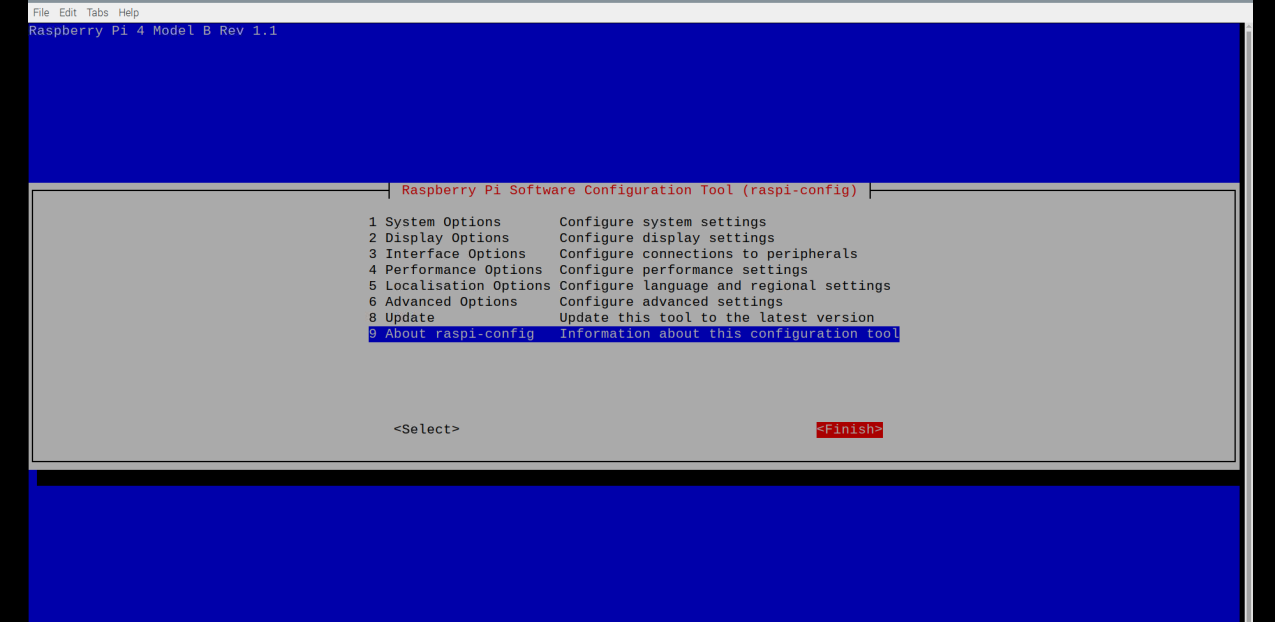 File Edit Tabs Help
Raspberry Pi 4 Model B Rev 1.1
Raspberry Pi Software Configuration Tool (raspi-config)
1 System Options Configure system settings
2 Display Options Configure display settings
3 Interface Options Configure connections to peripherals
4 Performance Options Configure performance settings
5 Localisation Options Configure language and regional settings
6 Advanced Options Configure advanced settings
8 Update Update this tool to the latest version
9 About raspi-config Information about this configuration tool
<Select> <Finish>